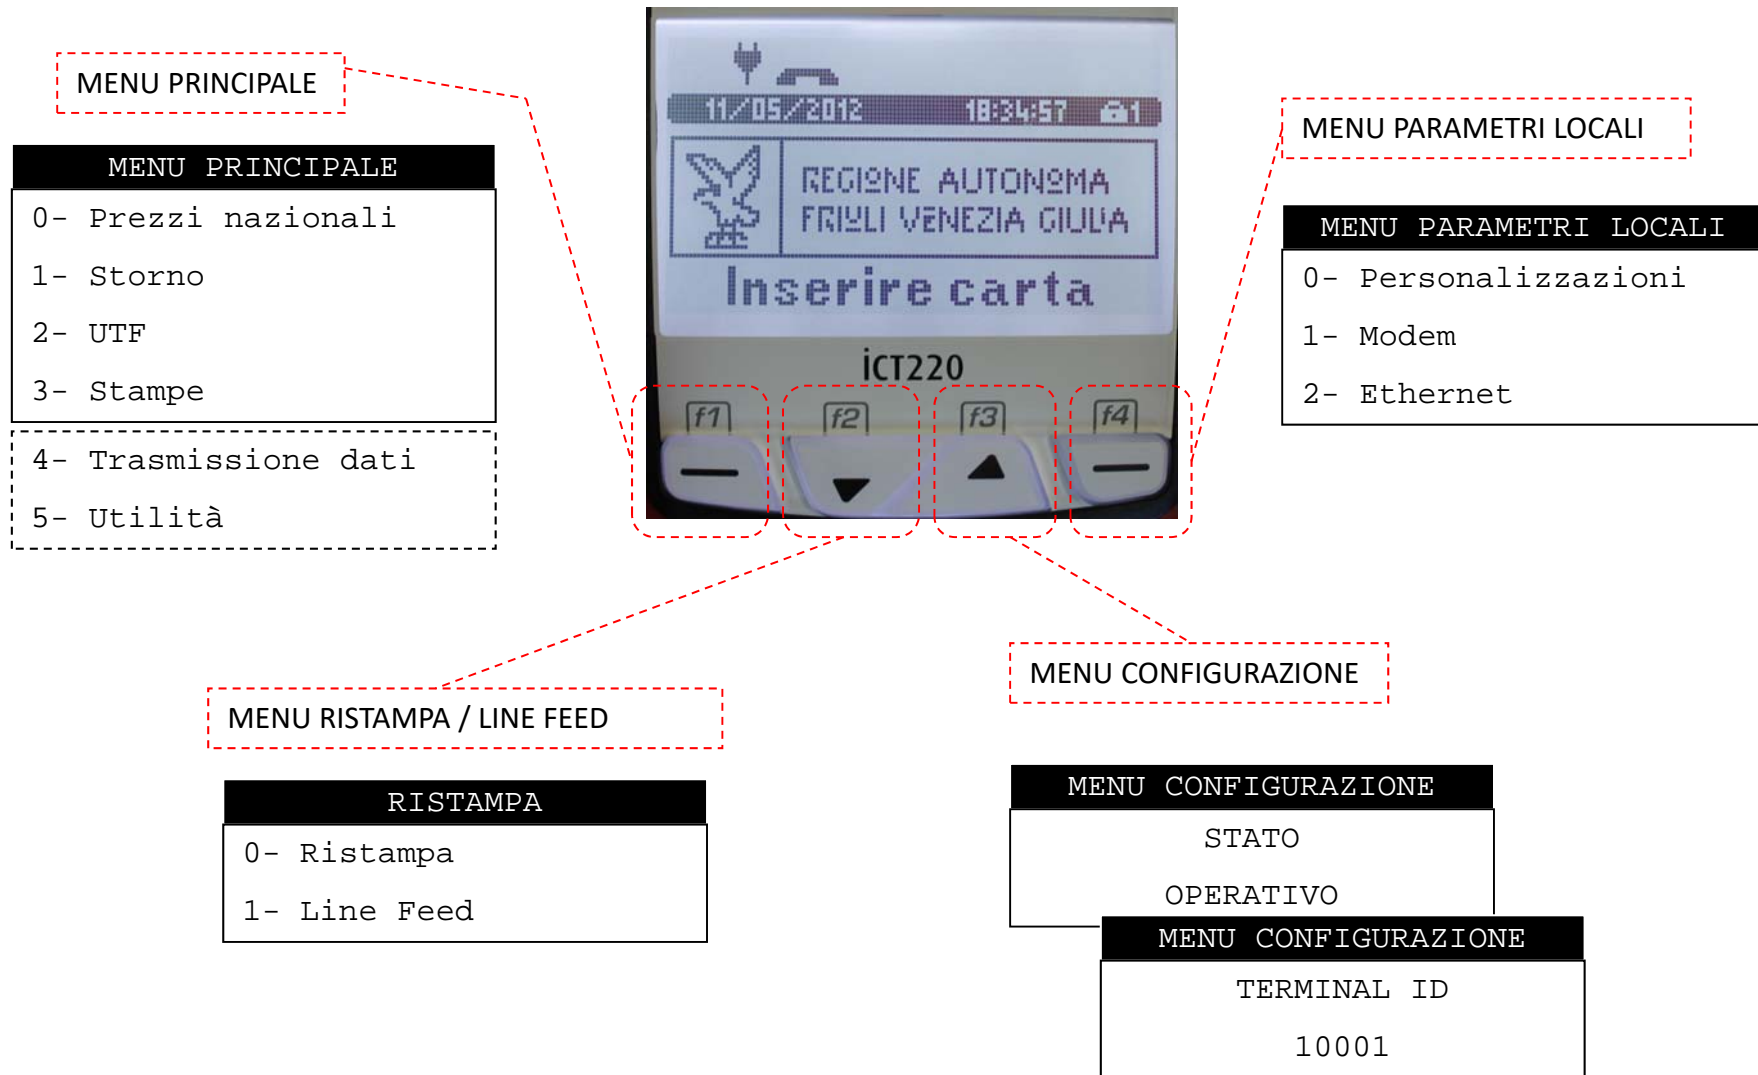 MENU PRINCIPALE
MENU PRINCIPALE
0- Prezzi nazionali
1- Storno
2- UTF
3- Stampe
4- Trasmissione dati
5- Utilità
11/05/2012 18:34:57 1
REGIONE AUTONOMA
FRIULI VENEZIA GIULIA
Inserire carta
iCT220
f1 f2 f3 f4
MENU PARAMETRI LOCALI
MENU PARAMETRI LOCALI
0- Personalizzazioni
1- Modem
2- Ethernet
MENU RISTAMPA / LINE FEED
RISTAMPA
0- Ristampa
1- Line Feed
MENU CONFIGURAZIONE
MENU CONFIGURAZIONE
STATO
OPERATIVO
MENU CONFIGURAZIONE
TERMINAL ID
10001